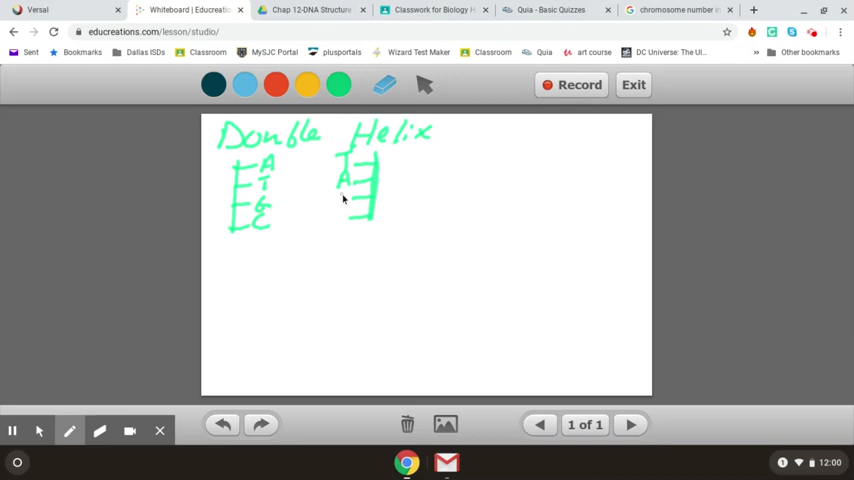 Versal
Whiteboard | Educreation
Chap 12-DNA Structure
Classwork for Biology H
Quia - Basic Quizzes
chromosome number in
educreations.com/lesson/studio/
Sent Bookmarks Dallas ISDs Classroom MySJC Portal plusportals Wizard Test Maker Classroom Quia art course DC Universe: The Ul... » Other bookmarks
Record Exit
Double Helix
A T
T A
G
C
1 of 1
1 12:00